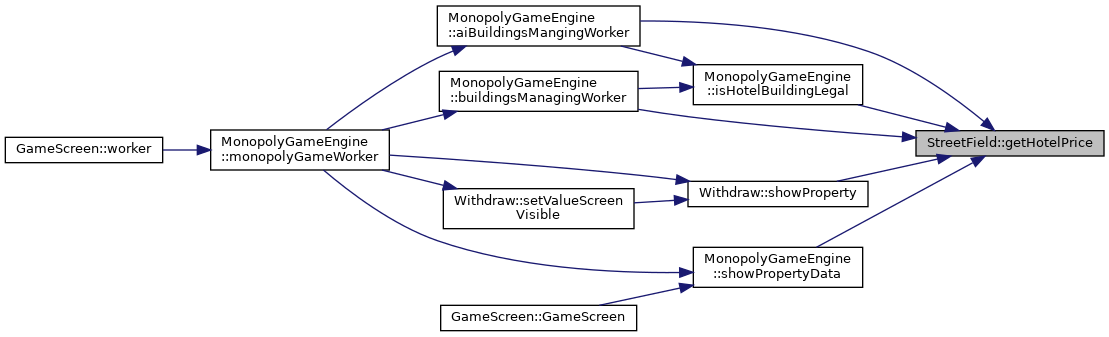 MonopolyGameEngine
::aiBuildingsMangingWorker
MonopolyGameEngine
::isHotelBuildingLegal
MonopolyGameEngine
::buildingsManagingWorker
StreetField::getHotelPrice
MonopolyGameEngine
::monopolyGameWorker
GameScreen::worker
Withdraw::showProperty
Withdraw::setValueScreen
Visible
MonopolyGameEngine
::showPropertyData
GameScreen::GameScreen